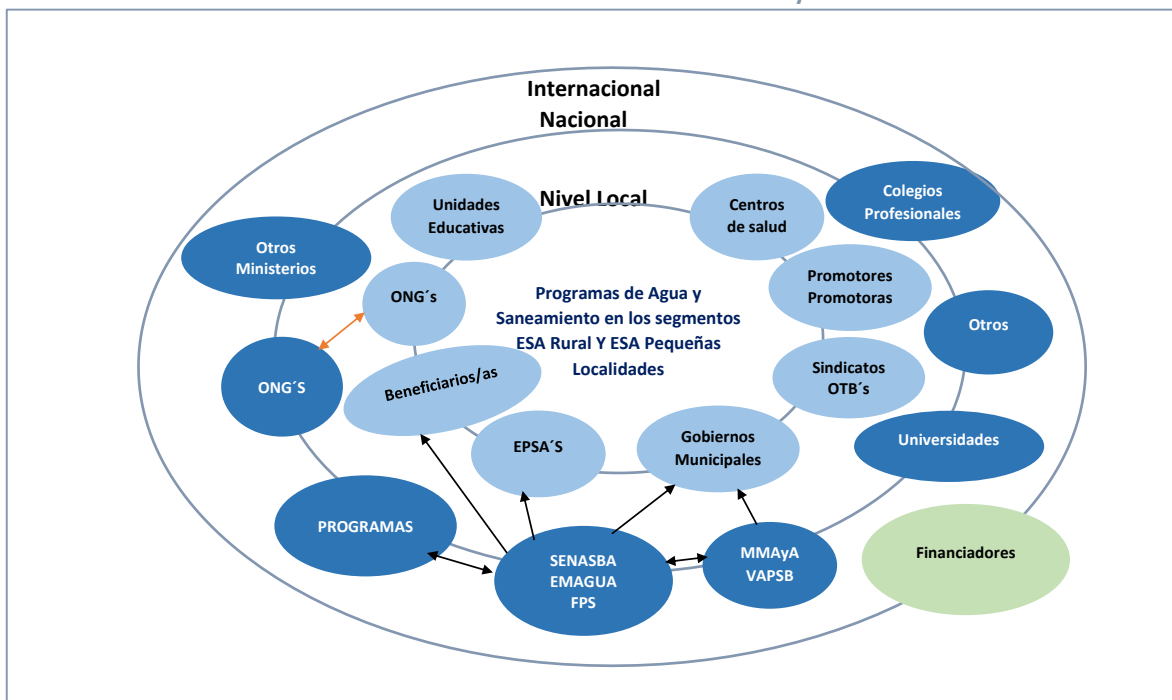 Internacional
Nacional
Nivel Local
Unidades
Educativas
Centros
de salud
Colegios
Profesionales
Otros
Ministerios
ONG´s
Promotores
Promotoras
Programas de Agua y
Saneamiento en los segmentos
ESA Rural Y ESA Pequeñas
Localidades
Otros
ONG´S
Beneficiarios/as
Sindicatos
OTB´s
EPSA´S
Gobiernos
Municipales
Universidades
PROGRAMAS
SENASBA
EMAGUA
FPS
MMAyA
VAPSB
Financiadores